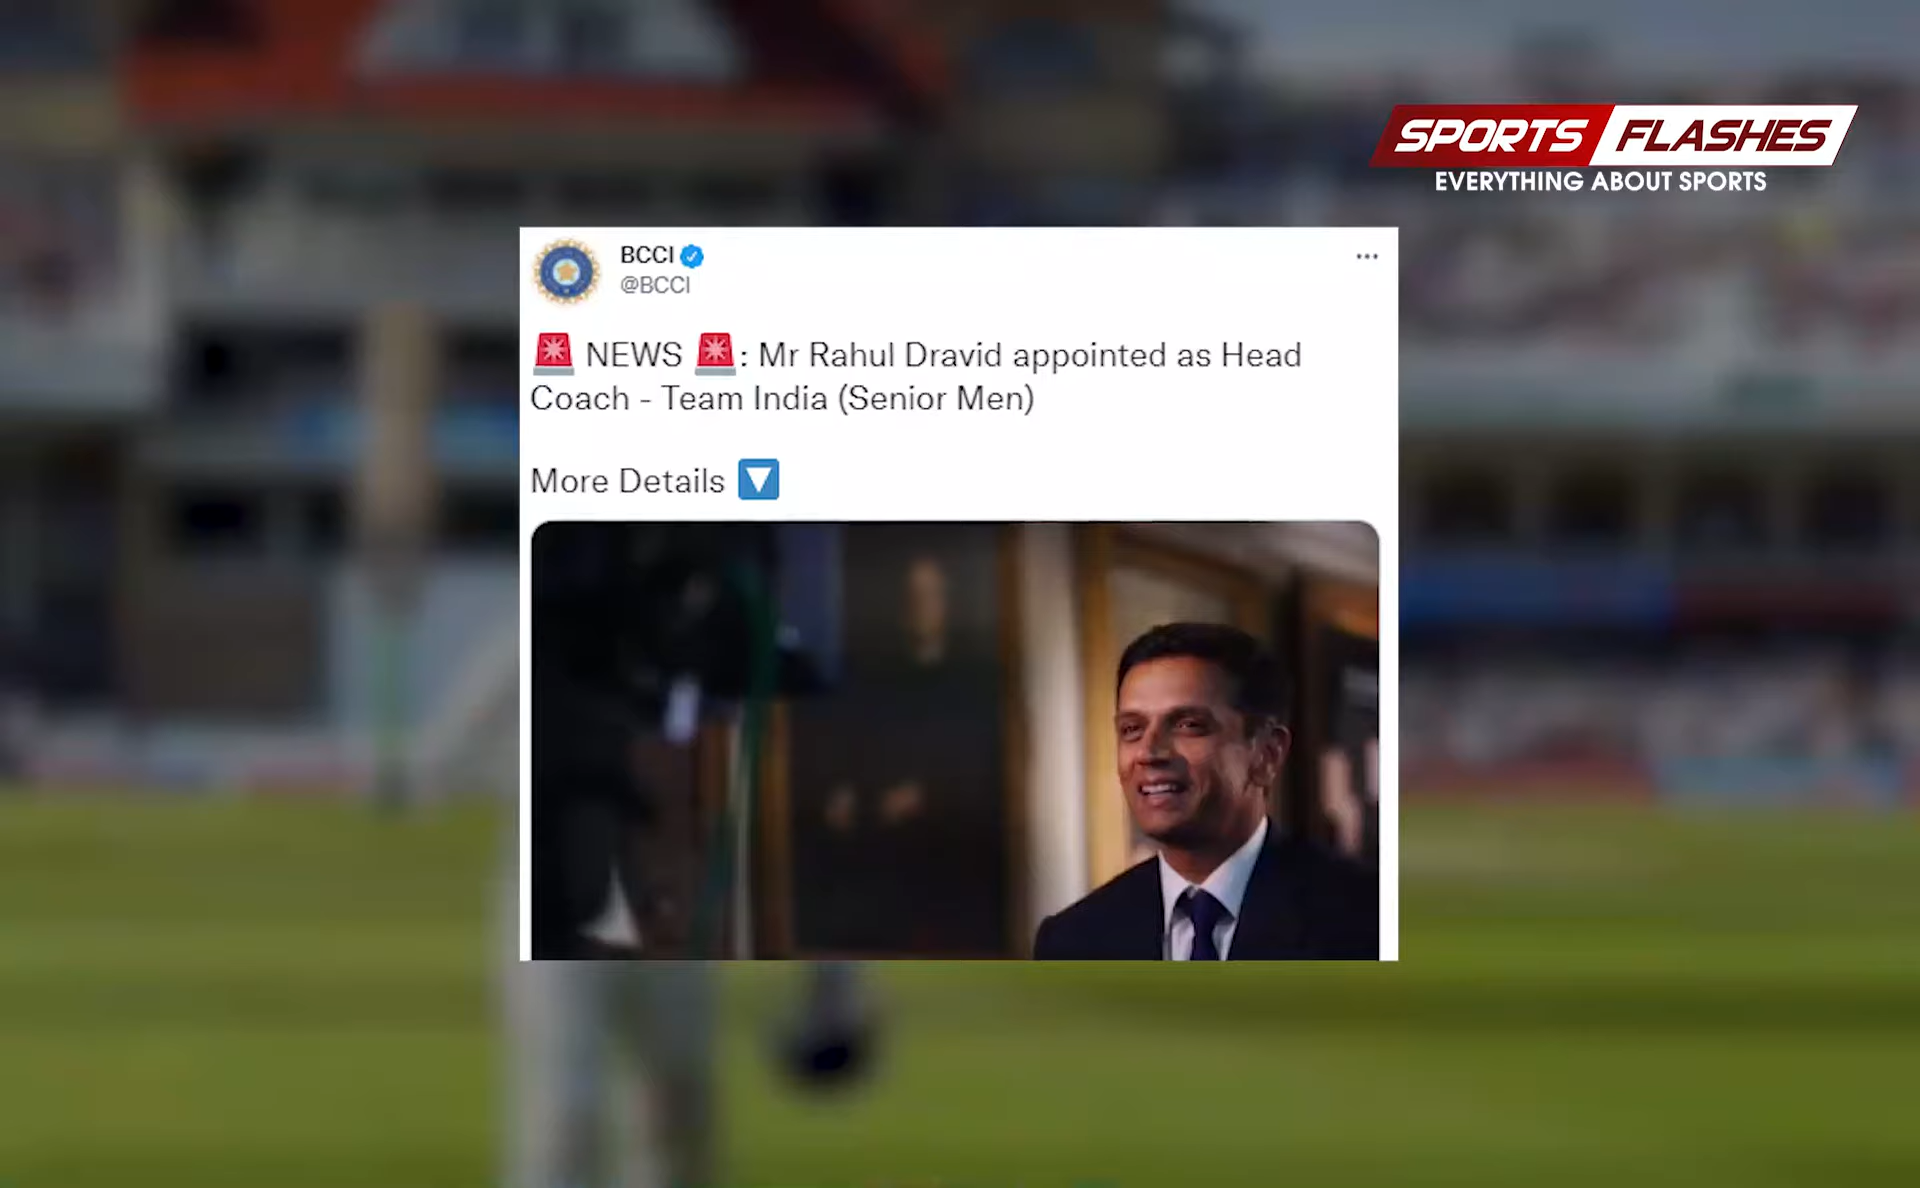 SPORTS FLASHES
EVERYTHING ABOUT SPORTS
BCCI
@BCCI
🚨 NEWS 🚨: Mr Rahul Dravid appointed as Head
Coach - Team India (Senior Men)
More Details 🔽